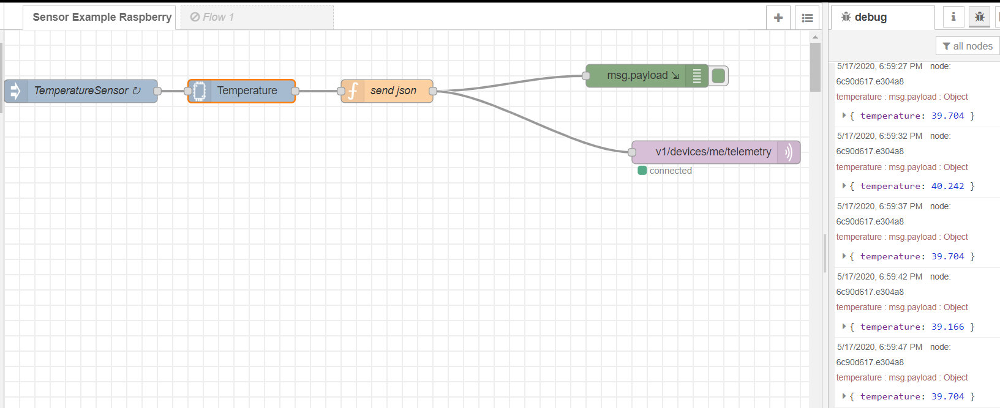 Sensor Example Raspberry
Flow 1
debug
all nodes
TemperatureSensor ↻
Temperature
send json
msg.payload
v1/devices/me/telemetry
connected
5/17/2020, 6:59:27 PM node:
6c90d617.e304a8
temperature : msg.payload : Object
{ temperature: 39.704 }
5/17/2020, 6:59:32 PM node:
6c90d617.e304a8
temperature : msg.payload : Object
{ temperature: 40.242 }
5/17/2020, 6:59:37 PM node:
6c90d617.e304a8
temperature : msg.payload : Object
{ temperature: 39.704 }
5/17/2020, 6:59:42 PM node:
6c90d617.e304a8
temperature : msg.payload : Object
{ temperature: 39.166 }
5/17/2020, 6:59:47 PM node:
6c90d617.e304a8
temperature : msg.payload : Object
{ temperature: 39.704 }